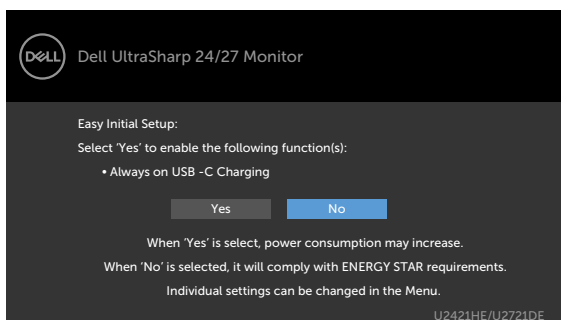 DELL
Dell UltraSharp 24/27 Monitor
Easy Initial Setup:
Select 'Yes' to enable the following function(s):
• Always on USB -C Charging
Yes No
When 'Yes' is select, power consumption may increase.
When 'No' is selected, it will comply with ENERGY STAR requirements.
Individual settings can be changed in the Menu.
U2421HE/U2721DE